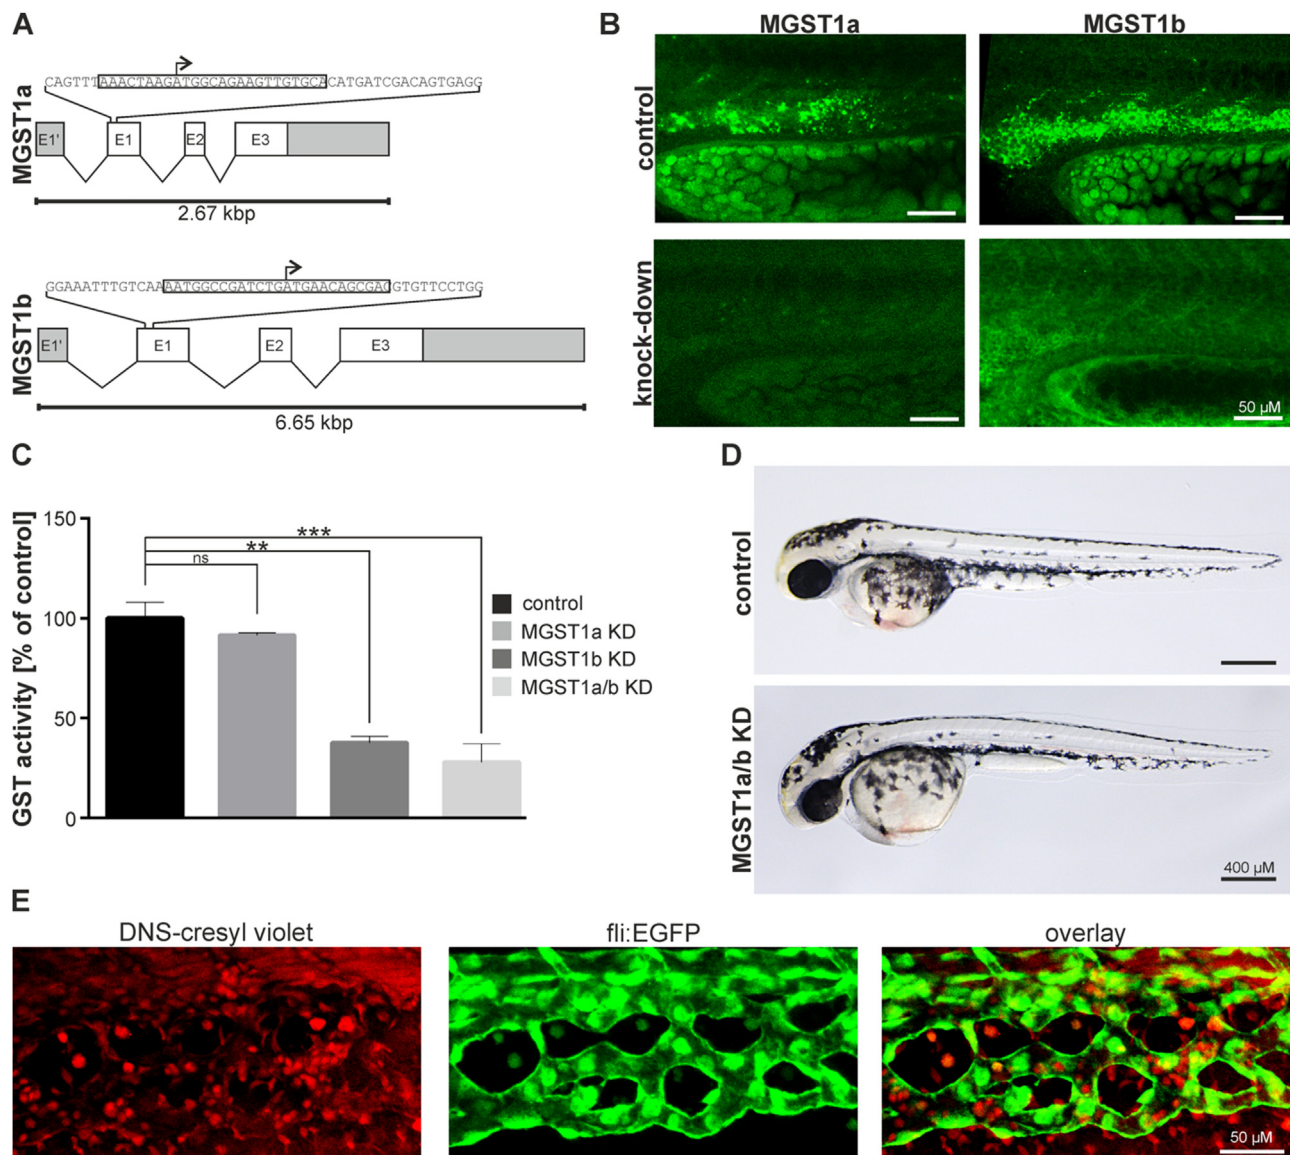 A
CAGTTTAAACTAAGATGGCAGAAGTTGTGCACATGATCGACAGTGAGG
MGST1a
E1' E1 E2 E3
2.67 kbp
GGAAATTTGTCAAAATGGCCGATCTGATGAACAGCGACGTGTTCCTGG
MGST1b
E1' E1 E2 E3
6.65 kbp
B
MGST1a MGST1b
control
knock-down
50 µM
C
GST activity [% of control]
150
100
50
0
***
**
ns
control
MGST1a KD
MGST1b KD
MGST1a/b KD
D
control
MGST1a/b KD
400 µM
E
DNS-cresyl violet fli:EGFP overlay
50 µM